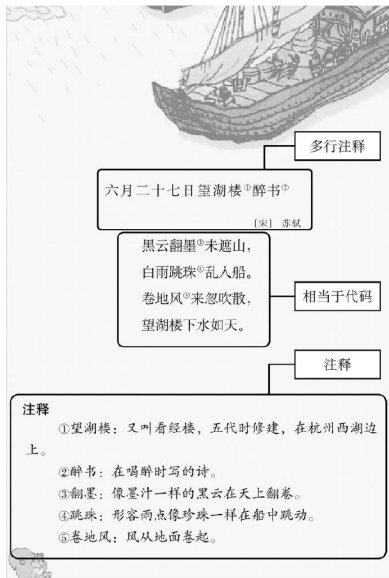 多行注释
六月二十七日望湖楼①醉书②
[宋] 苏轼
黑云翻墨③未遮山，
白雨跳珠④乱入船。
卷地风⑤来忽吹散，
望湖楼下水如天。
相当于代码
注释
注释
①望湖楼：又叫看经楼，五代时修建，在杭州西湖边
上。
②醉书：在喝醉时写的诗。
③翻墨：像墨汁一样的黑云在天上翻卷。
④跳珠：形容雨点像珍珠一样在船中跳动。
⑤卷地风：风从地面卷起。